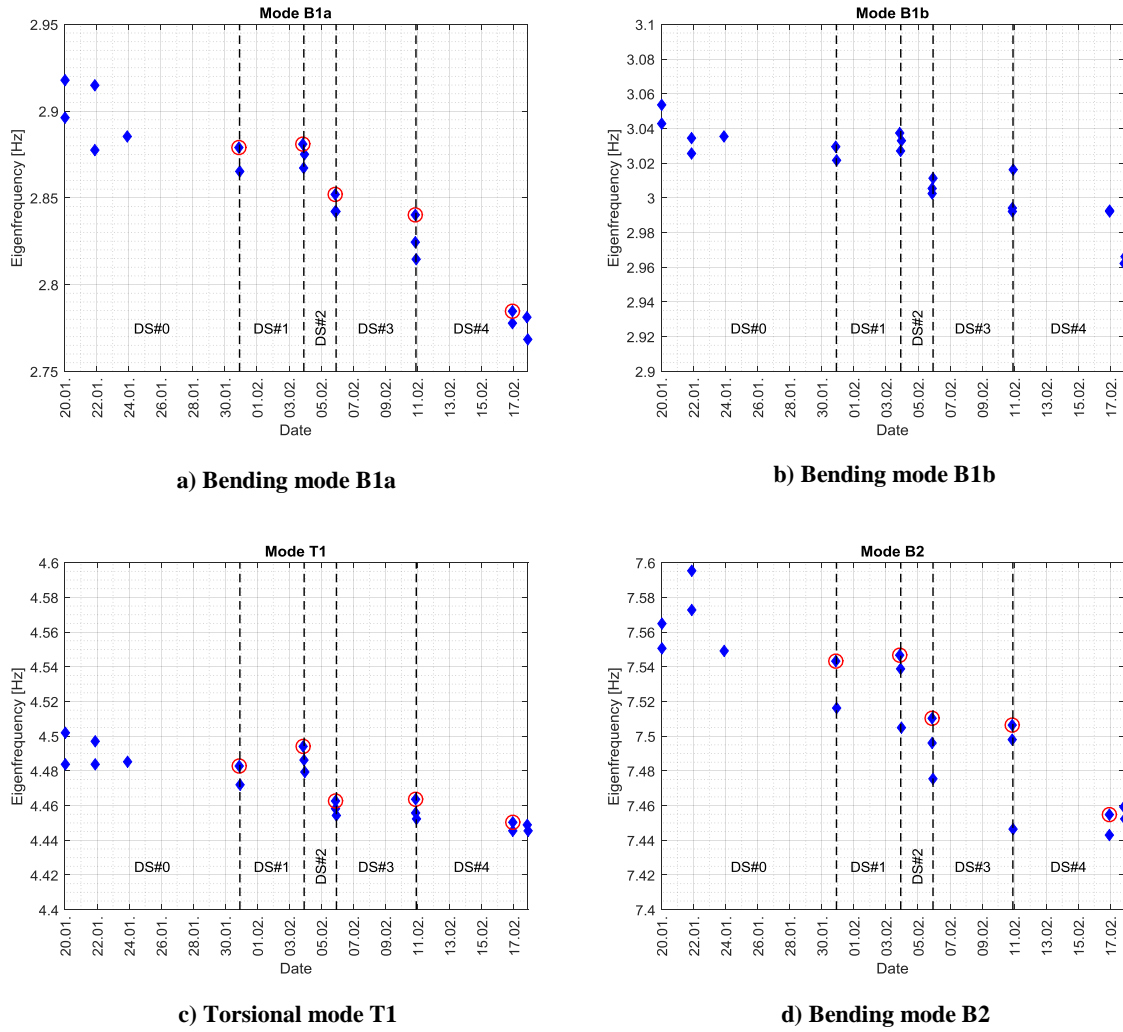 Mode B1a
2.95
2.9
2.85
2.8
2.75
Eigenfrequency [Hz]
DS#0
DS#1
DS#2
DS#3
DS#4
20.01.
22.01.
24.01.
26.01.
28.01.
30.01.
01.02.
03.02.
05.02.
07.02.
09.02.
11.02.
13.02.
15.02.
17.02.
Date
a) Bending mode B1a
Mode B1b
3.1
3.08
3.06
3.04
3.02
3
2.98
2.96
2.94
2.92
2.9
Eigenfrequency [Hz]
DS#0
DS#1
DS#2
DS#3
DS#4
20.01.
22.01.
24.01.
26.01.
28.01.
30.01.
01.02.
03.02.
05.02.
07.02.
09.02.
11.02.
13.02.
15.02.
17.02.
Date
b) Bending mode B1b
Mode T1
4.6
4.58
4.56
4.54
4.52
4.5
4.48
4.46
4.44
4.42
4.4
Eigenfrequency [Hz]
DS#0
DS#1
DS#2
DS#3
DS#4
20.01.
22.01.
24.01.
26.01.
28.01.
30.01.
01.02.
03.02.
05.02.
07.02.
09.02.
11.02.
13.02.
15.02.
17.02.
Date
c) Torsional mode T1
Mode B2
7.6
7.58
7.56
7.54
7.52
7.5
7.48
7.46
7.44
7.42
7.4
Eigenfrequency [Hz]
DS#0
DS#1
DS#2
DS#3
DS#4
20.01.
22.01.
24.01.
26.01.
28.01.
30.01.
01.02.
03.02.
05.02.
07.02.
09.02.
11.02.
13.02.
15.02.
17.02.
Date
d) Bending mode B2